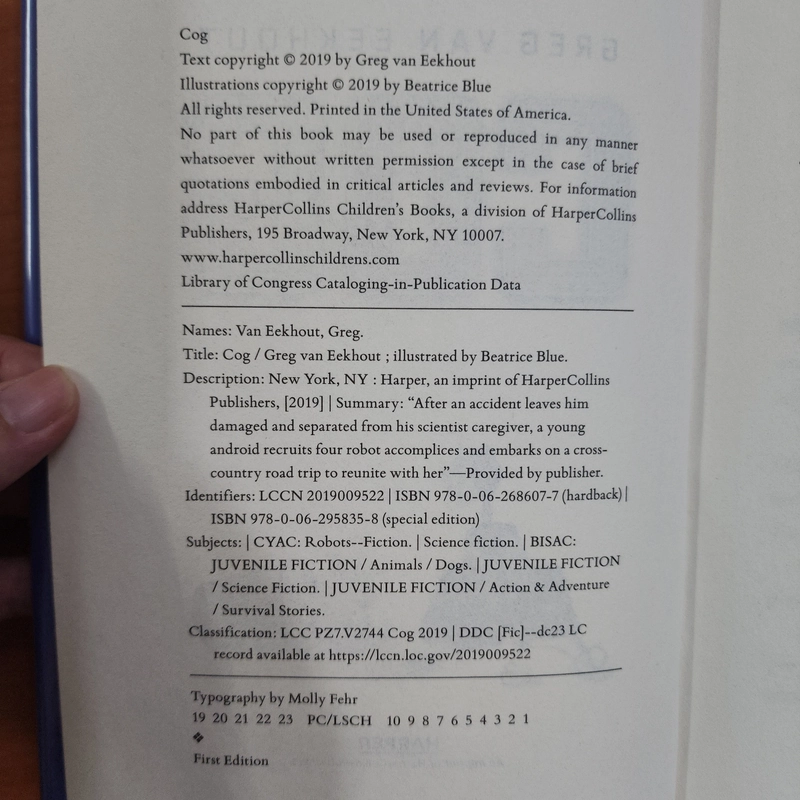 Cog
Text copyright © 2019 by Greg van Eekhout
Illustrations copyright © 2019 by Beatrice Blue
All rights reserved. Printed in the United States of America.
No part of this book may be used or reproduced in any manner
whatsoever without written permission except in the case of brief
quotations embodied in critical articles and reviews. For information
address HarperCollins Children’s Books, a division of HarperCollins
Publishers, 195 Broadway, New York, NY 10007.
www.harpercollinschildrens.com
Library of Congress Cataloging-in-Publication Data
Names: Van Eekhout, Greg.
Title: Cog / Greg van Eekhout ; illustrated by Beatrice Blue.
Description: New York, NY : Harper, an imprint of HarperCollins
Publishers, [2019] | Summary: “After an accident leaves him
damaged and separated from his scientist caregiver, a young
android recruits four robot accomplices and embarks on a cross-
country road trip to reunite with her”—Provided by publisher.
Identifiers: LCCN 2019009522 | ISBN 978-0-06-268607-7 (hardback) |
ISBN 978-0-06-295835-8 (special edition)
Subjects: | CYAC: Robots--Fiction. | Science fiction. | BISAC:
JUVENILE FICTION / Animals / Dogs. | JUVENILE FICTION
/ Science Fiction. | JUVENILE FICTION / Action & Adventure
/ Survival Stories.
Classification: LCC PZ7.V2744 Cog 2019 | DDC [Fic]--dc23 LC
record available at https://lccn.loc.gov/2019009522
Typography by Molly Fehr
19 20 21 22 23 PC/LSCH 10 9 8 7 6 5 4 3 2 1
❖
First Edition